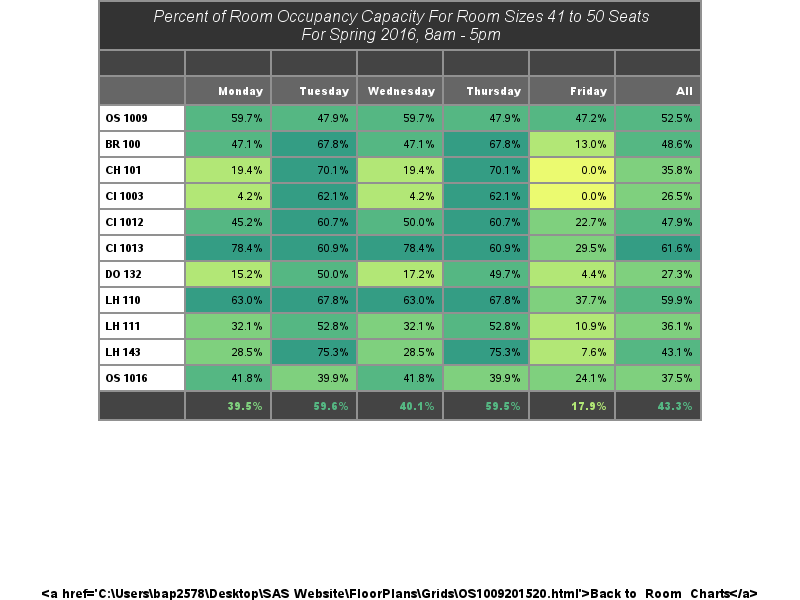 Percent of Room Occupancy Capacity For Room Sizes 41 to 50 Seats
For Spring 2016, 8am - 5pm
Monday Tuesday Wednesday Thursday Friday All
OS 1009 59.7% 47.9% 59.7% 47.9% 47.2% 52.5%
BR 100 47.1% 67.8% 47.1% 67.8% 13.0% 48.6%
CH 101 19.4% 70.1% 19.4% 70.1% 0.0% 35.8%
CI 1003 4.2% 62.1% 4.2% 62.1% 0.0% 26.5%
CI 1012 45.2% 60.7% 50.0% 60.7% 22.7% 47.9%
CI 1013 78.4% 60.9% 78.4% 60.9% 29.5% 61.6%
DO 132 15.2% 50.0% 17.2% 49.7% 4.4% 27.3%
LH 110 63.0% 67.8% 63.0% 67.8% 37.7% 59.9%
LH 111 32.1% 52.8% 32.1% 52.8% 10.9% 36.1%
LH 143 28.5% 75.3% 28.5% 75.3% 7.6% 43.1%
OS 1016 41.8% 39.9% 41.8% 39.9% 24.1% 37.5%
39.5% 59.6% 40.1% 59.5% 17.9% 43.3%
<a href='C:\Users\bap2578\Desktop\SAS Website\FloorPlans\Grids\OS1009201520.html'>Back to Room Charts</a>